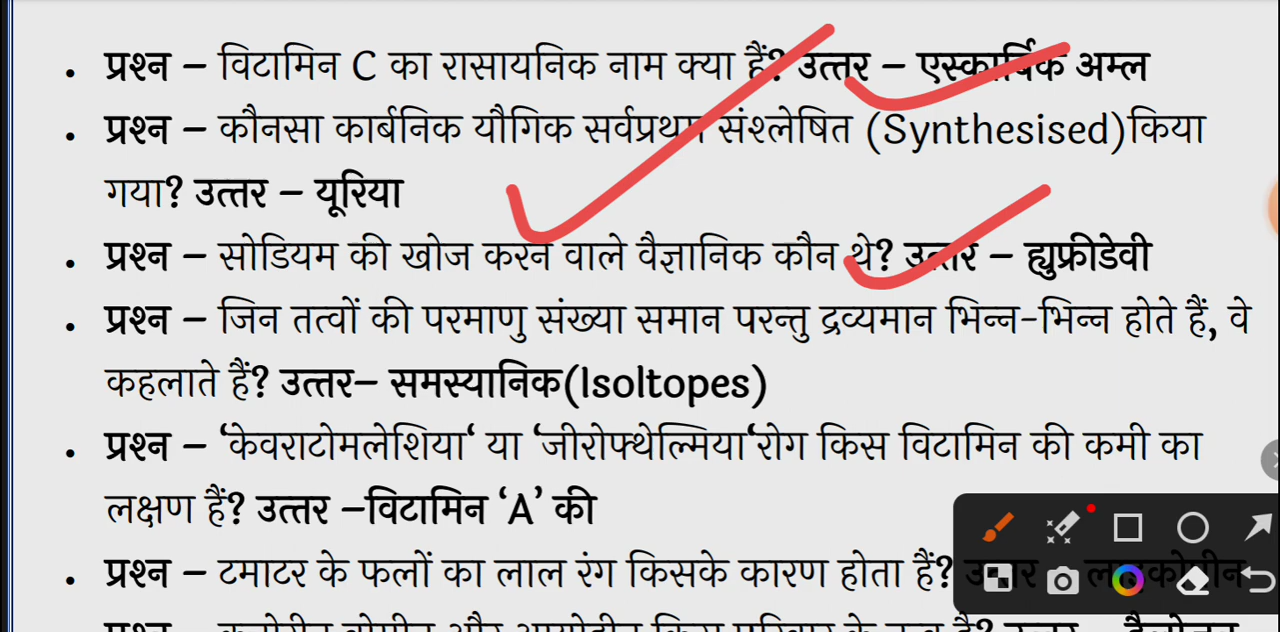 प्रश्न – विटामिन C का रासायनिक नाम क्या हैं? उत्तर – एस्कार्बिक अम्ल
प्रश्न – कौनसा कार्बनिक यौगिक सर्वप्रथम संश्लेषित (Synthesised)किया
गया? उत्तर – यूरिया
प्रश्न – सोडियम की खोज करने वाले वैज्ञानिक कौन थे? उत्तर – ह्युफ्रीडेवी
प्रश्न – जिन तत्वों की परमाणु संख्या समान परन्तु द्रव्यमान भिन्न-भिन्न होते हैं, वे
कहलाते हैं? उत्तर– समस्यानिक(Isoltopes)
प्रश्न – ‘केवराटोमलेशिया‘ या ‘जीरोफ्थेल्मिया‘रोग किस विटामिन की कमी का
लक्षण हैं? उत्तर –विटामिन ‘A’ की
प्रश्न – टमाटर के फलों का लाल रंग किसके कारण होता हैं?